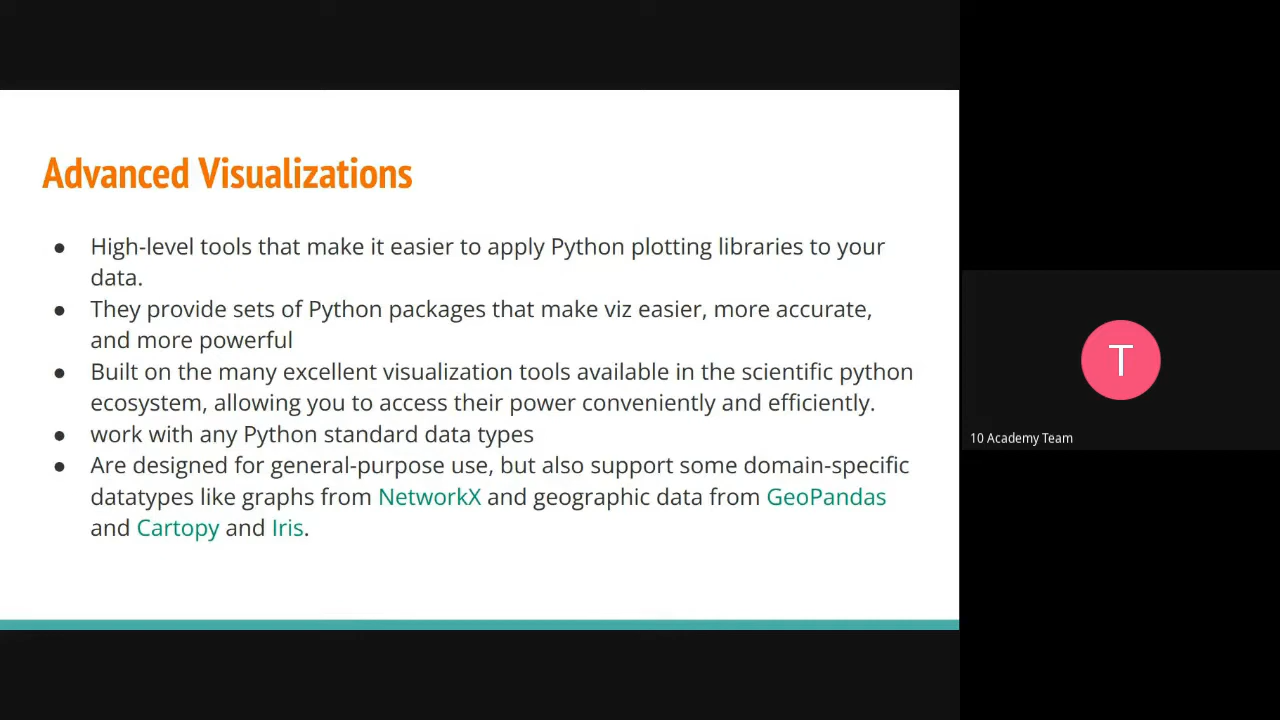 Advanced Visualizations
● High-level tools that make it easier to apply Python plotting libraries to your
data.
● They provide sets of Python packages that make viz easier, more accurate,
and more powerful
● Built on the many excellent visualization tools available in the scientific python
ecosystem, allowing you to access their power conveniently and efficiently.
● work with any Python standard data types
● Are designed for general-purpose use, but also support some domain-specific
datatypes like graphs from NetworkX and geographic data from GeoPandas
and Cartopy and Iris.
T
10 Academy Team